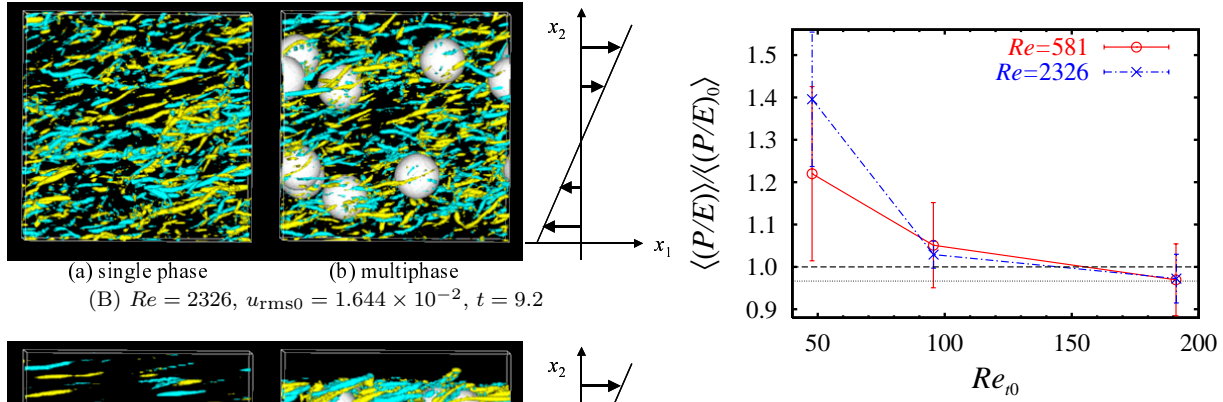 x₂
x₁
(a) single phase
(b) multiphase
(B) Re = 2326, uᵣₘₛ₀ = 1.644 × 10⁻², t = 9.2
x₂
⟨(P/E)⟩/⟨(P/E)₀⟩
1.5
1.4
1.3
1.2
1.1
1.0
0.9
Re=581
Re=2326
50
100
150
200
Reₜ₀